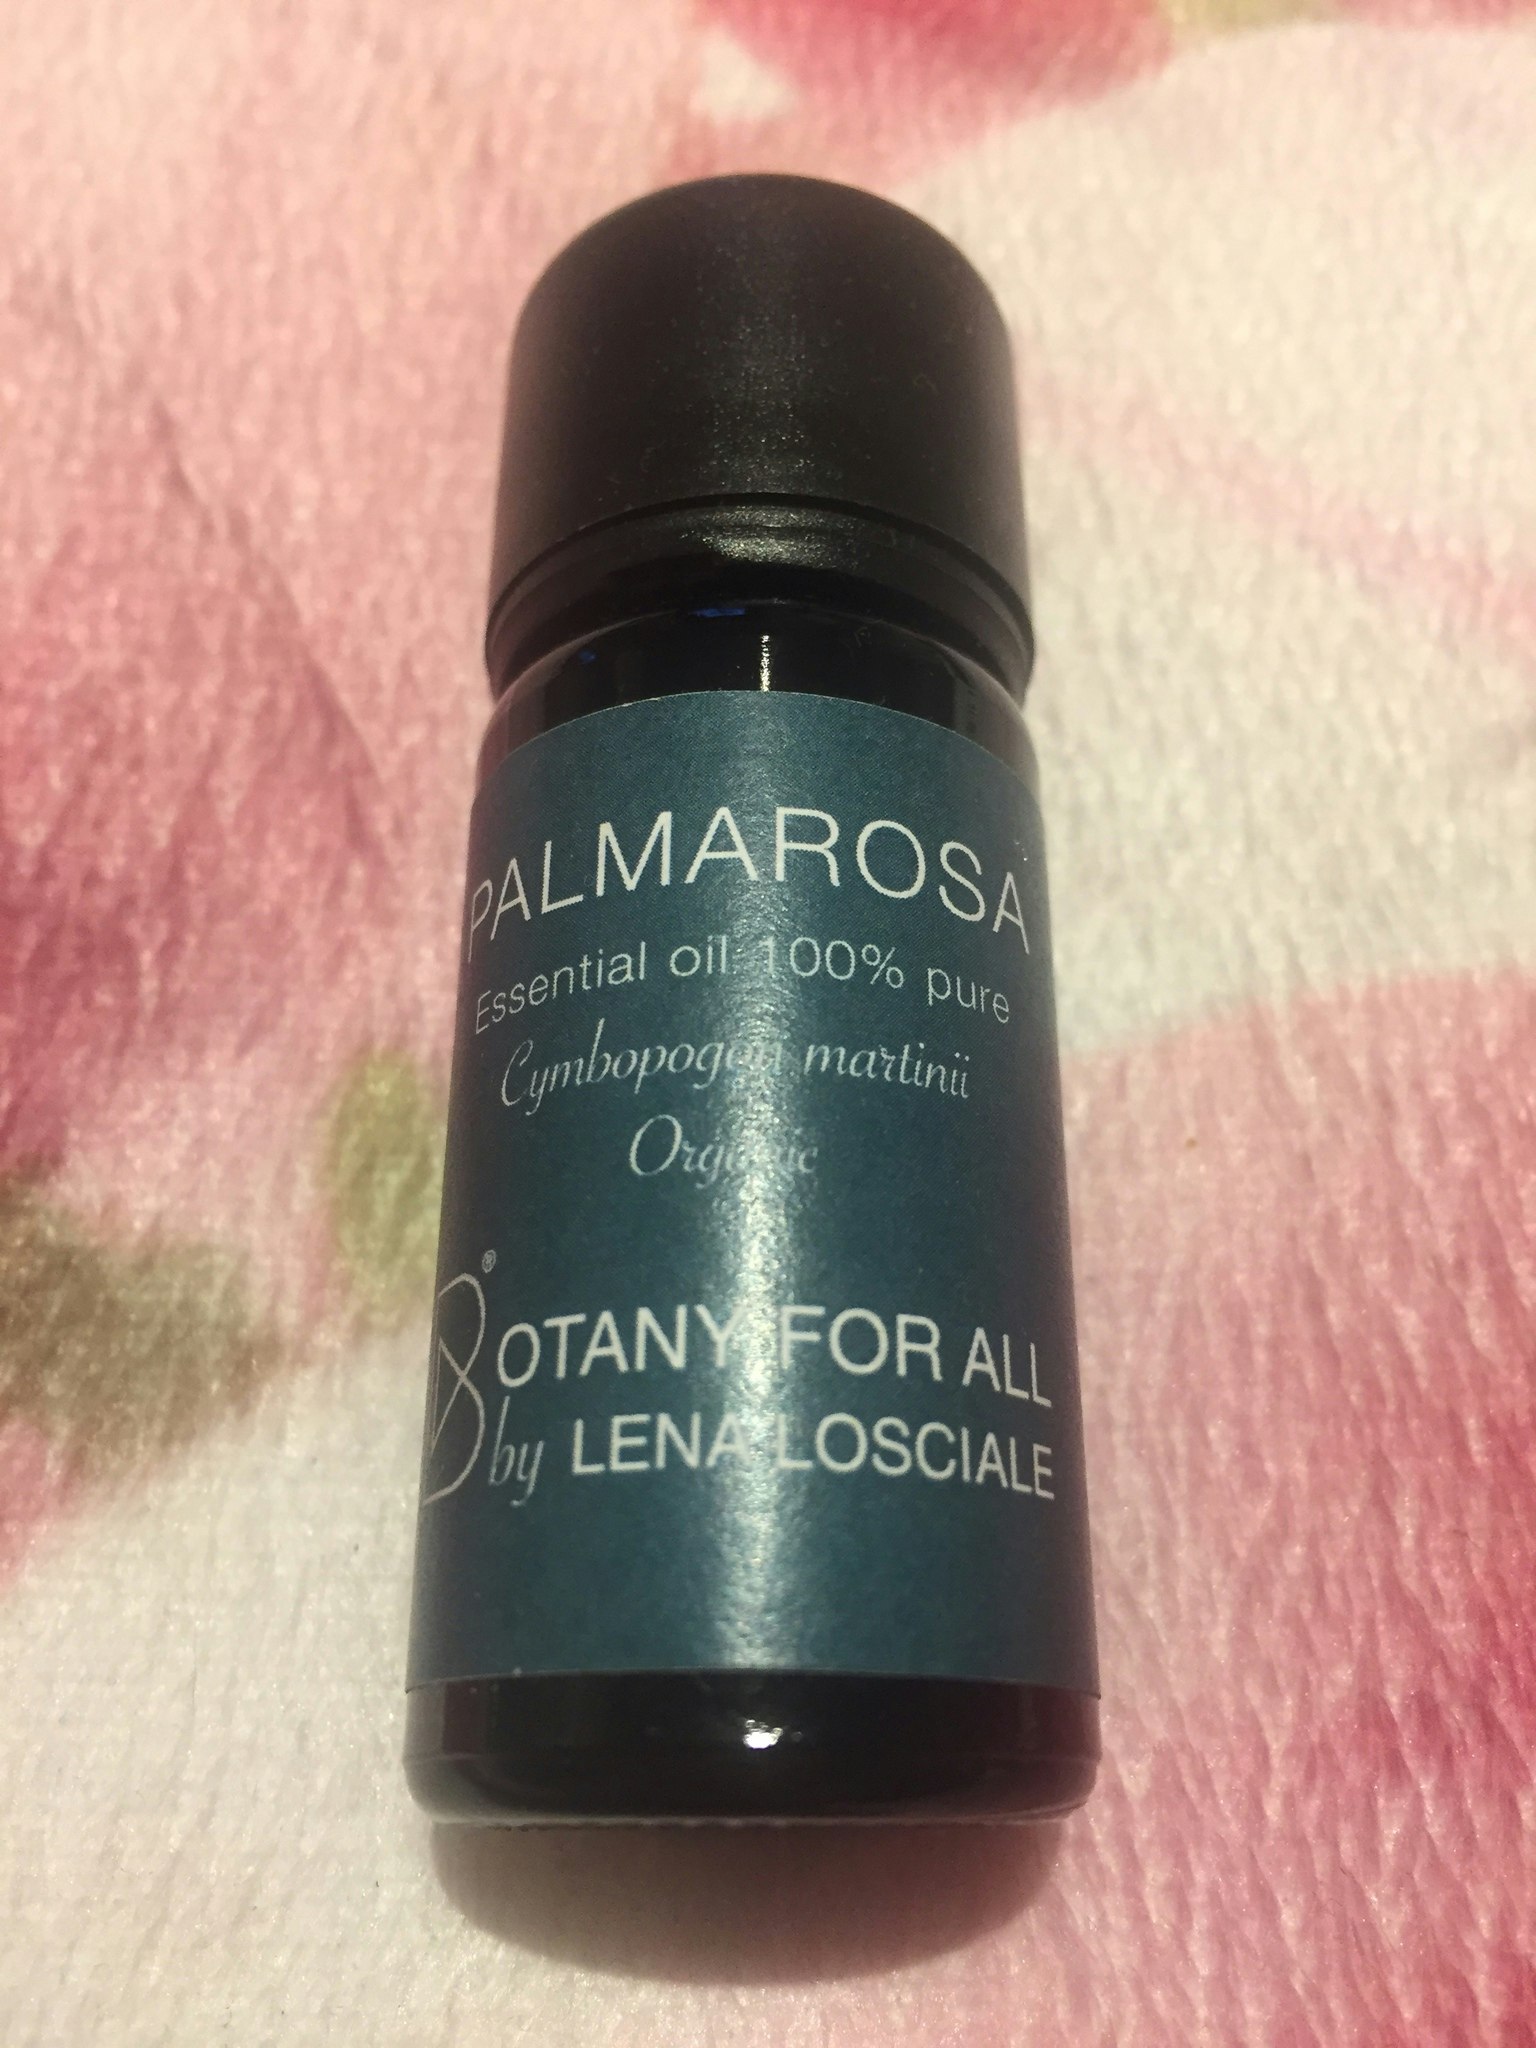 PALMAROSA
Essential oil 100% pure
Cymbopogon martinii
Organic
BOTANY FOR ALL®
by LENA LOSCIALE